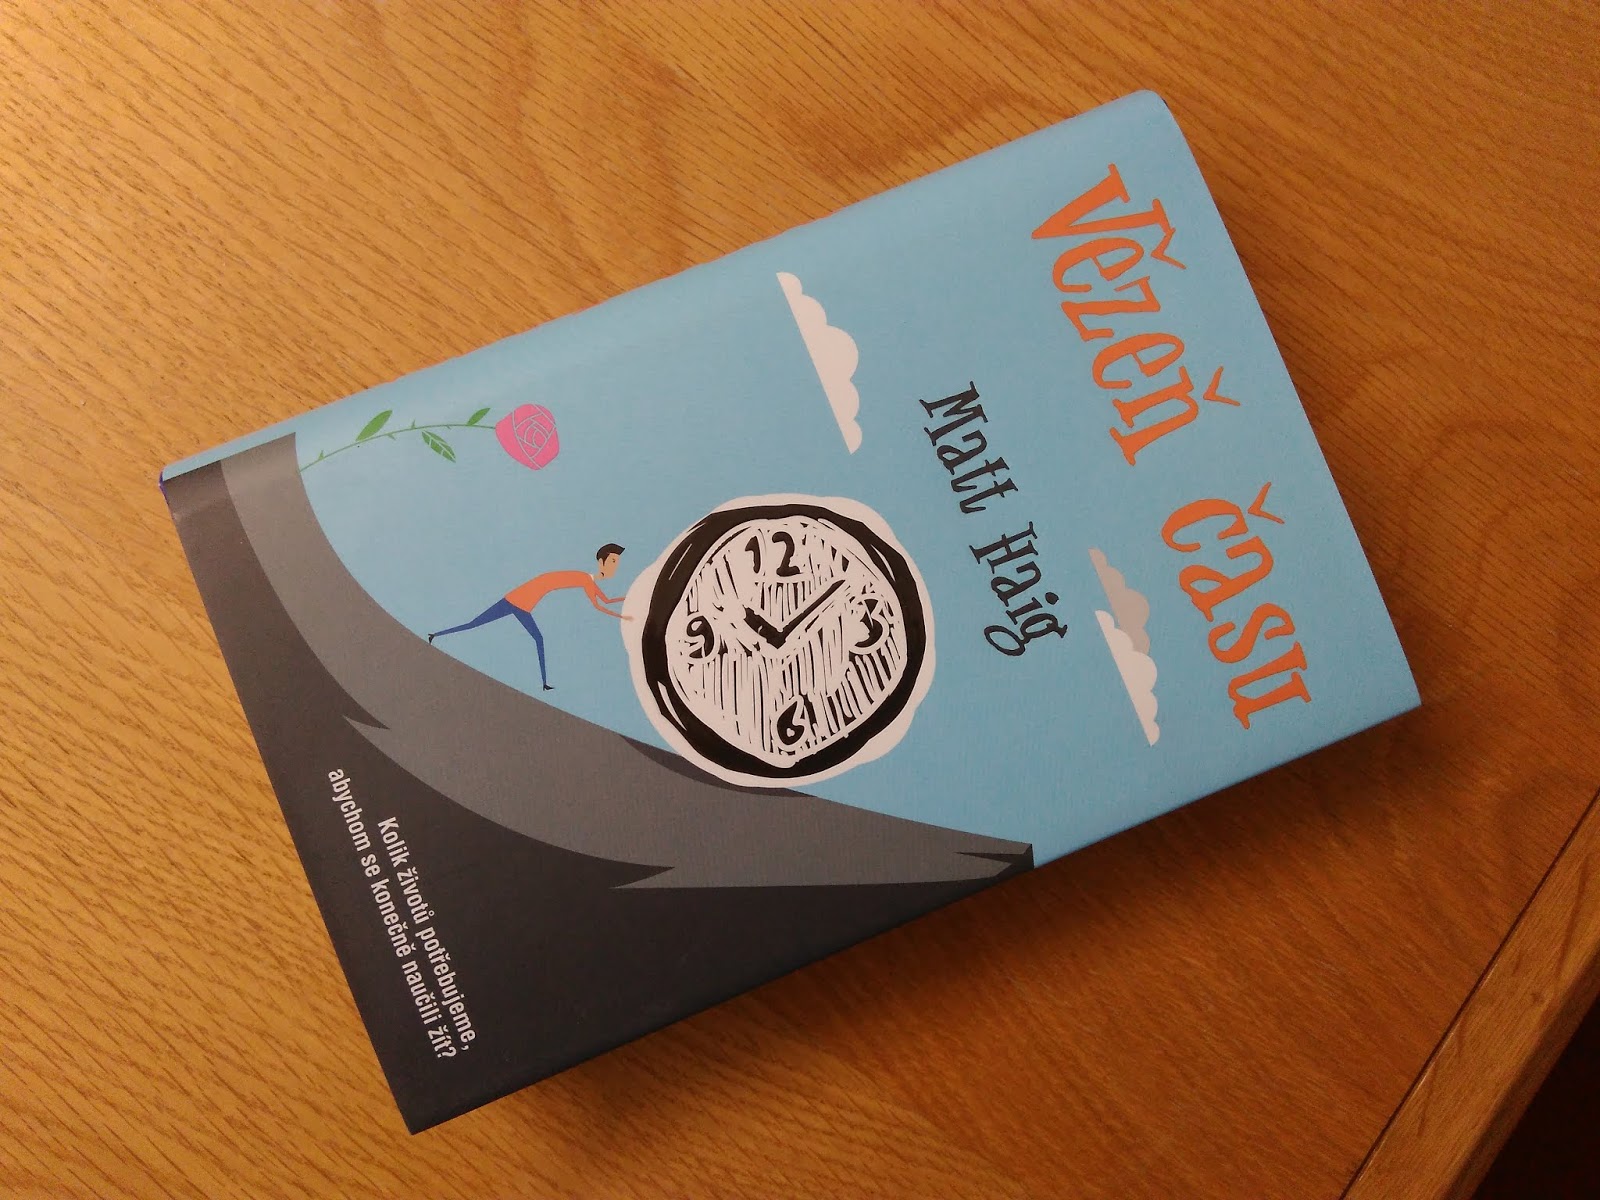 Vězeň času
Matt Haig
12
9
3
6
Kolik životů potřebujeme,
abychom se konečně naučili žít?